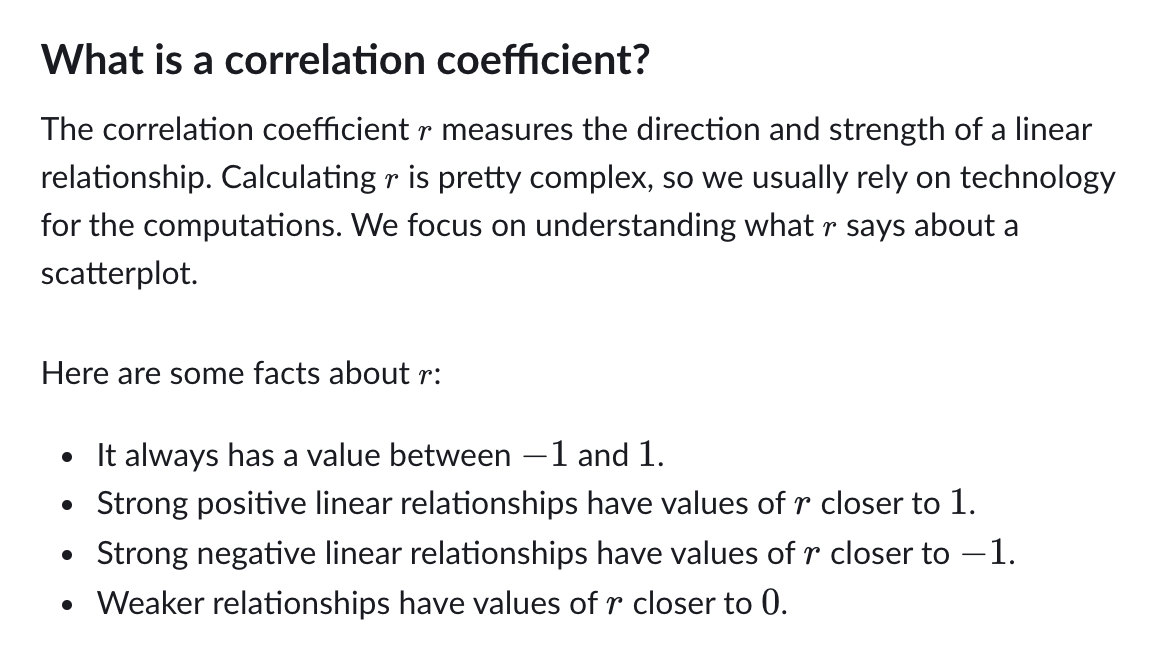 What is a correlation coefficient?
The correlation coefficient r measures the direction and strength of a linear
relationship. Calculating r is pretty complex, so we usually rely on technology
for the computations. We focus on understanding what r says about a
scatterplot.
Here are some facts about r:
• It always has a value between −1 and 1.
• Strong positive linear relationships have values of r closer to 1.
• Strong negative linear relationships have values of r closer to −1.
• Weaker relationships have values of r closer to 0.